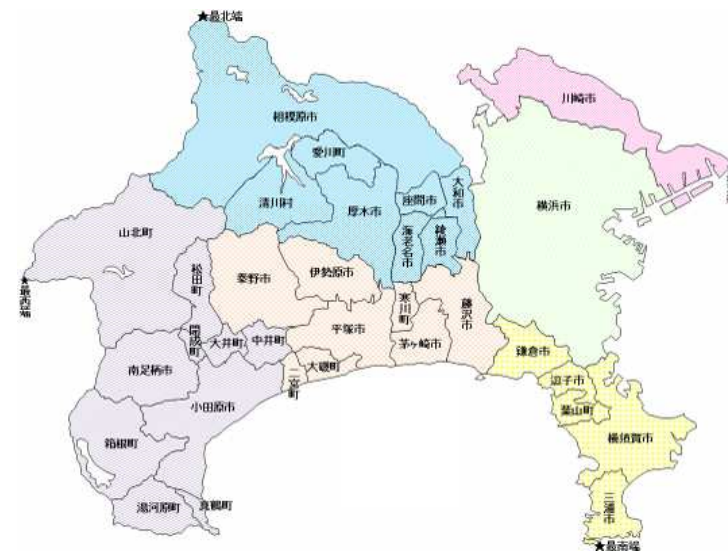 ★最北端
川崎市
相模原市
愛川町
大和市
座間市
清川村
厚木市
横浜市
綾瀬市
海老名市
山北町
松田町
秦野市
伊勢原市
★最西端
寒川町
藤沢市
開成町
大井町
中井町
平塚市
茅ヶ崎市
鎌倉市
南足柄市
二宮町
大磯町
逗子市
小田原市
葉山町
箱根町
横須賀市
湯河原町
真鶴町
三浦市
★最南端